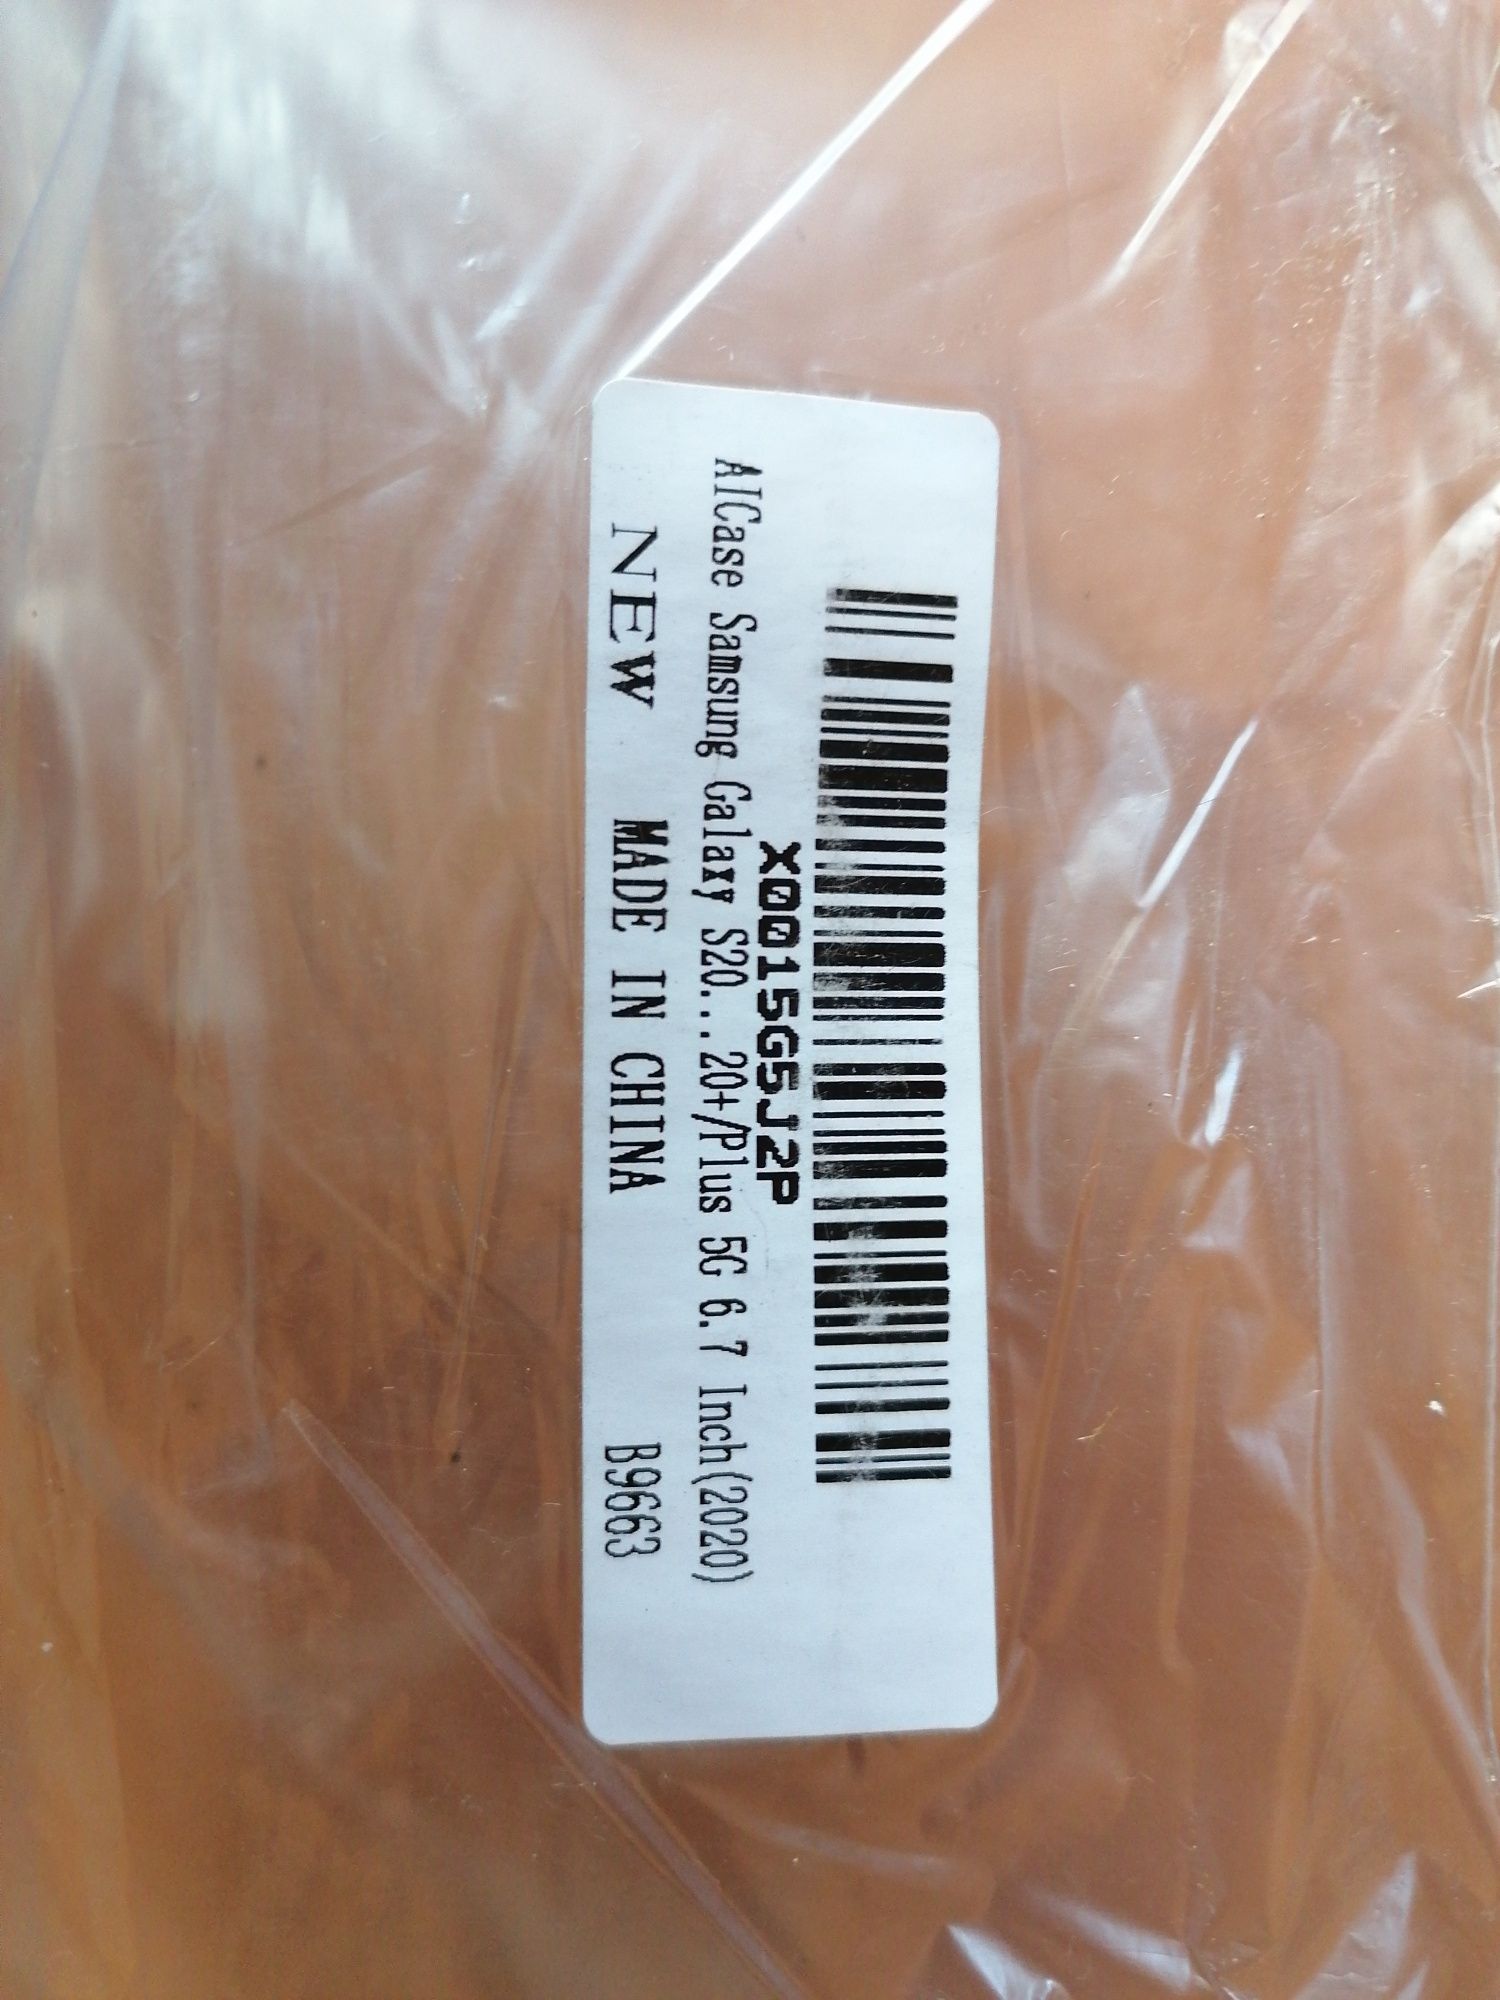 X0015G5J2P
AICase Samsung Galaxy S20...20+/Plus 5G 6.7 Inch(2020)
NEW MADE IN CHINA B9663